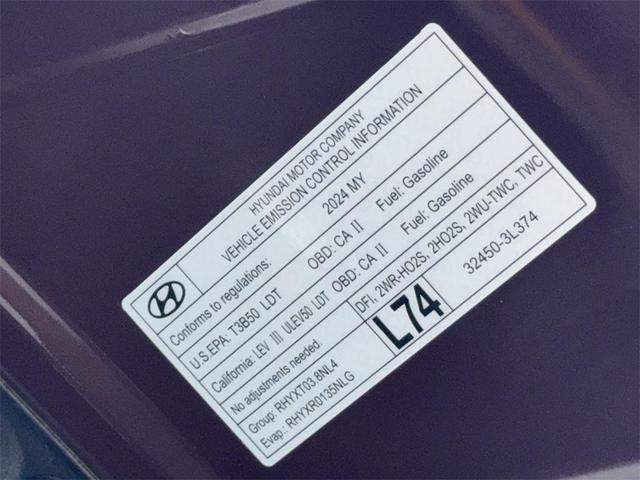 HYUNDAI MOTOR COMPANY
VEHICLE EMISSION CONTROL INFORMATION
Conforms to regulations: 2024 MY
U.S.EPA: T3B50 LDT OBD: CA II Fuel: Gasoline
California: LEV III ULEV50 LDT OBD: CA II Fuel: Gasoline
No adjustments needed. DFI, 2WR-HO2S, 2HO2S, 2WU-TWC, TWC
Group: RHYXT03.8NL4
Evap: RHYXR0135NLG
L74
32450-3L374